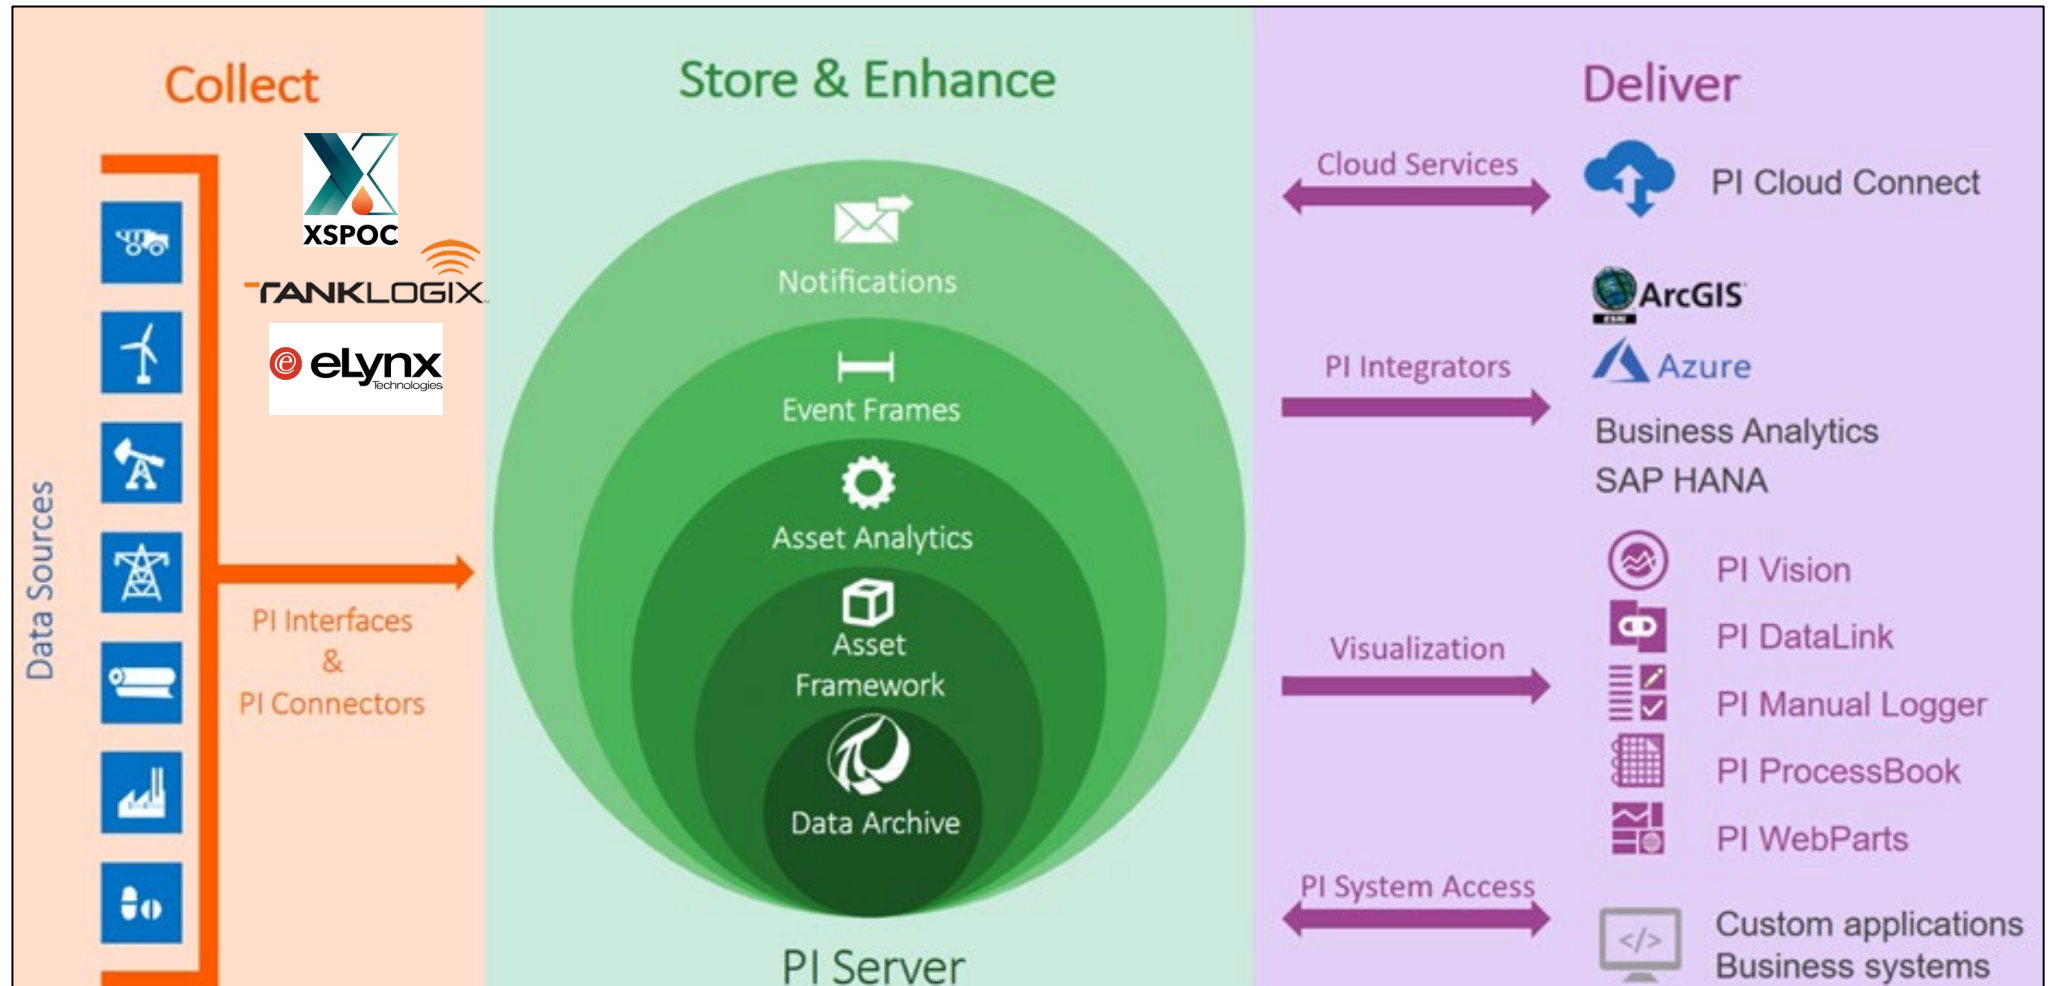 Collect
XSPOC
TANKLOGIX
e eLynx
Technologies
Data Sources
PI Interfaces
&
PI Connectors
Store & Enhance
Notifications
Event Frames
Asset Analytics
Asset
Framework
Data Archive
PI Server
Deliver
Cloud Services
PI Cloud Connect
PI Integrators
ArcGIS
esri
Azure
Business Analytics
SAP HANA
Visualization
PI Vision
PI DataLink
PI Manual Logger
PI ProcessBook
PI WebParts
PI System Access
</>
Custom applications
Business systems